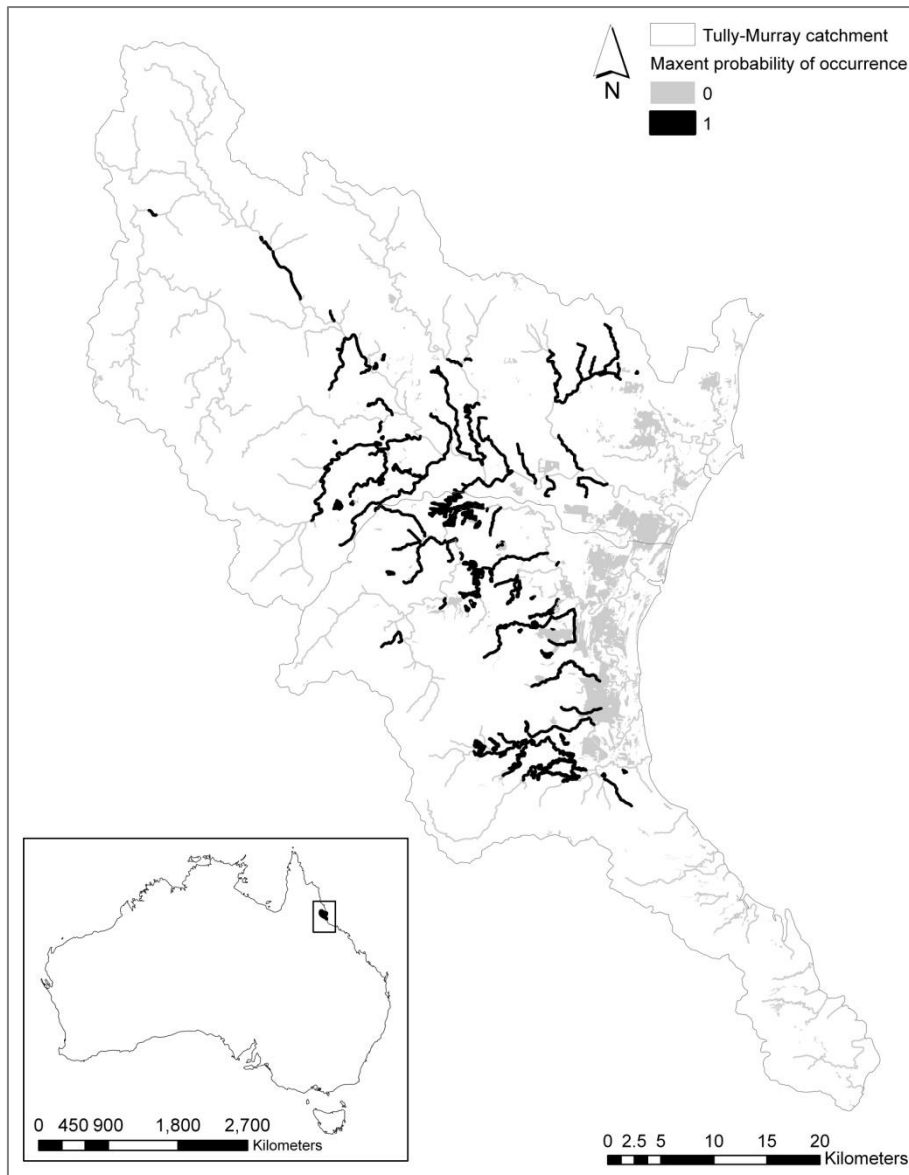 Tully-Murray catchment
Maxent probability of occurrence
0
1
N
0 450 900 1,800 2,700
Kilometers
0 2.5 5 10 15 20
Kilometers